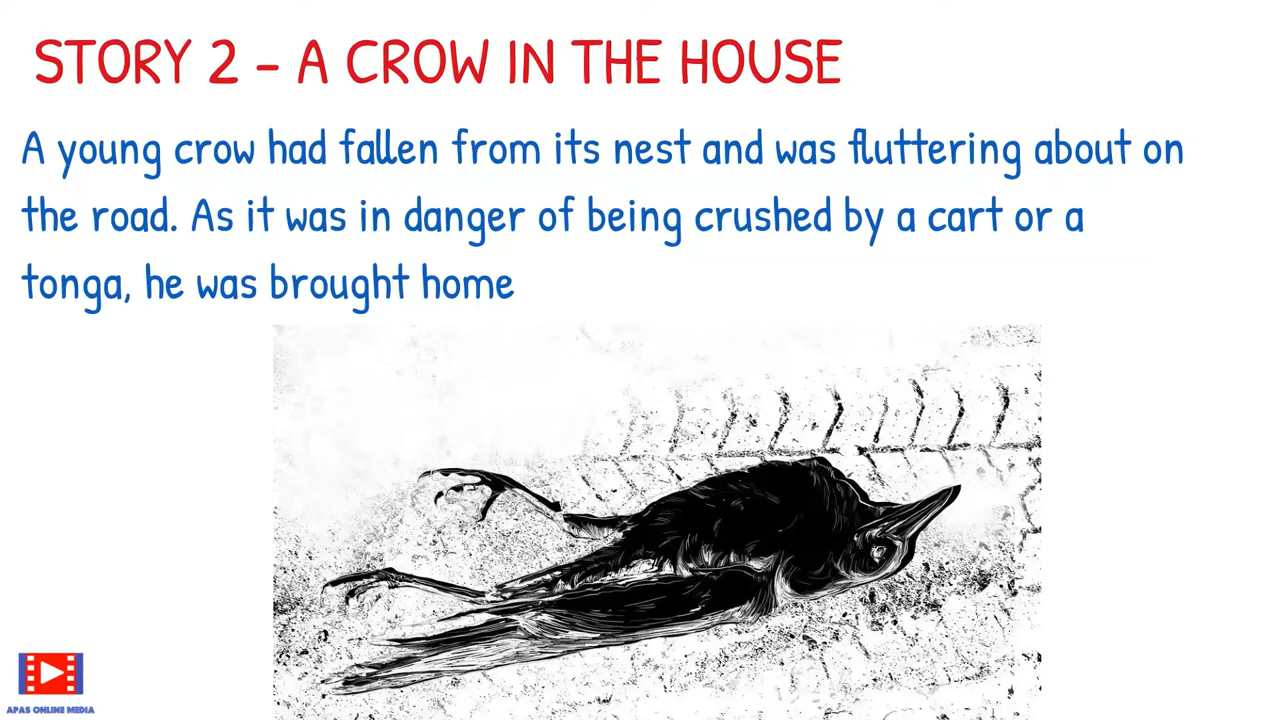 STORY 2 – A CROW IN THE HOUSE
A young crow had fallen from its nest and was fluttering about on
the road. As it was in danger of being crushed by a cart or a
tonga, he was brought home
APAS ONLINE MEDIA